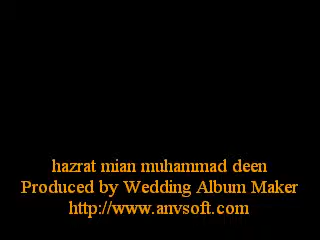 hazrat mian muhammad deen
Produced by Wedding Album Maker
http://www.anvsoft.com